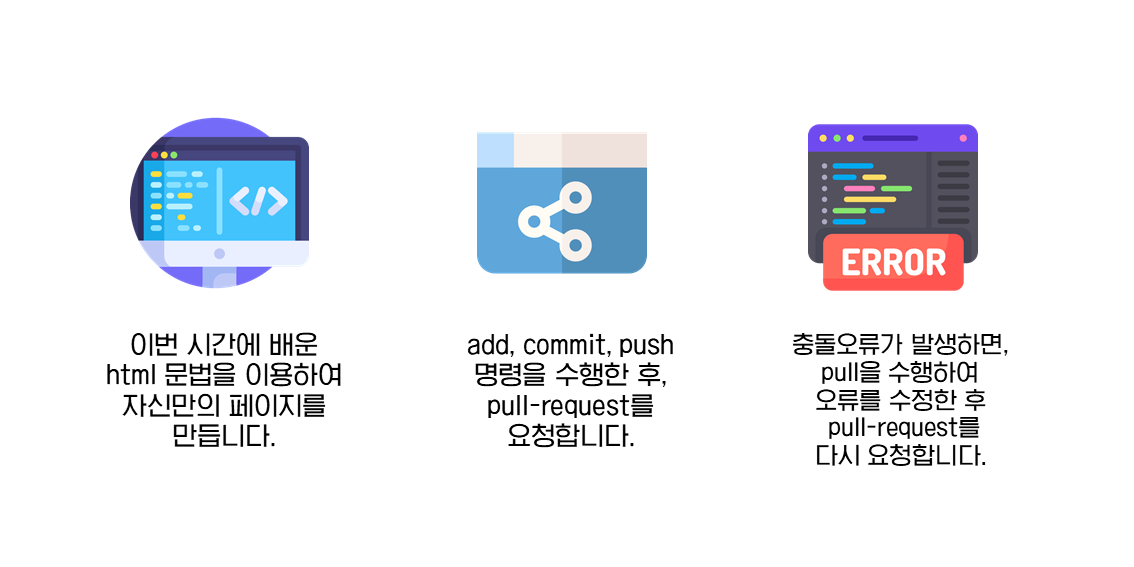 </>
이번 시간에 배운
html 문법을 이용하여
자신만의 페이지를
만듭니다.
add, commit, push
명령을 수행한 후,
pull-request를
요청합니다.
ERROR
충돌오류가 발생하면,
pull을 수행하여
오류를 수정한 후
pull-request를
다시 요청합니다.